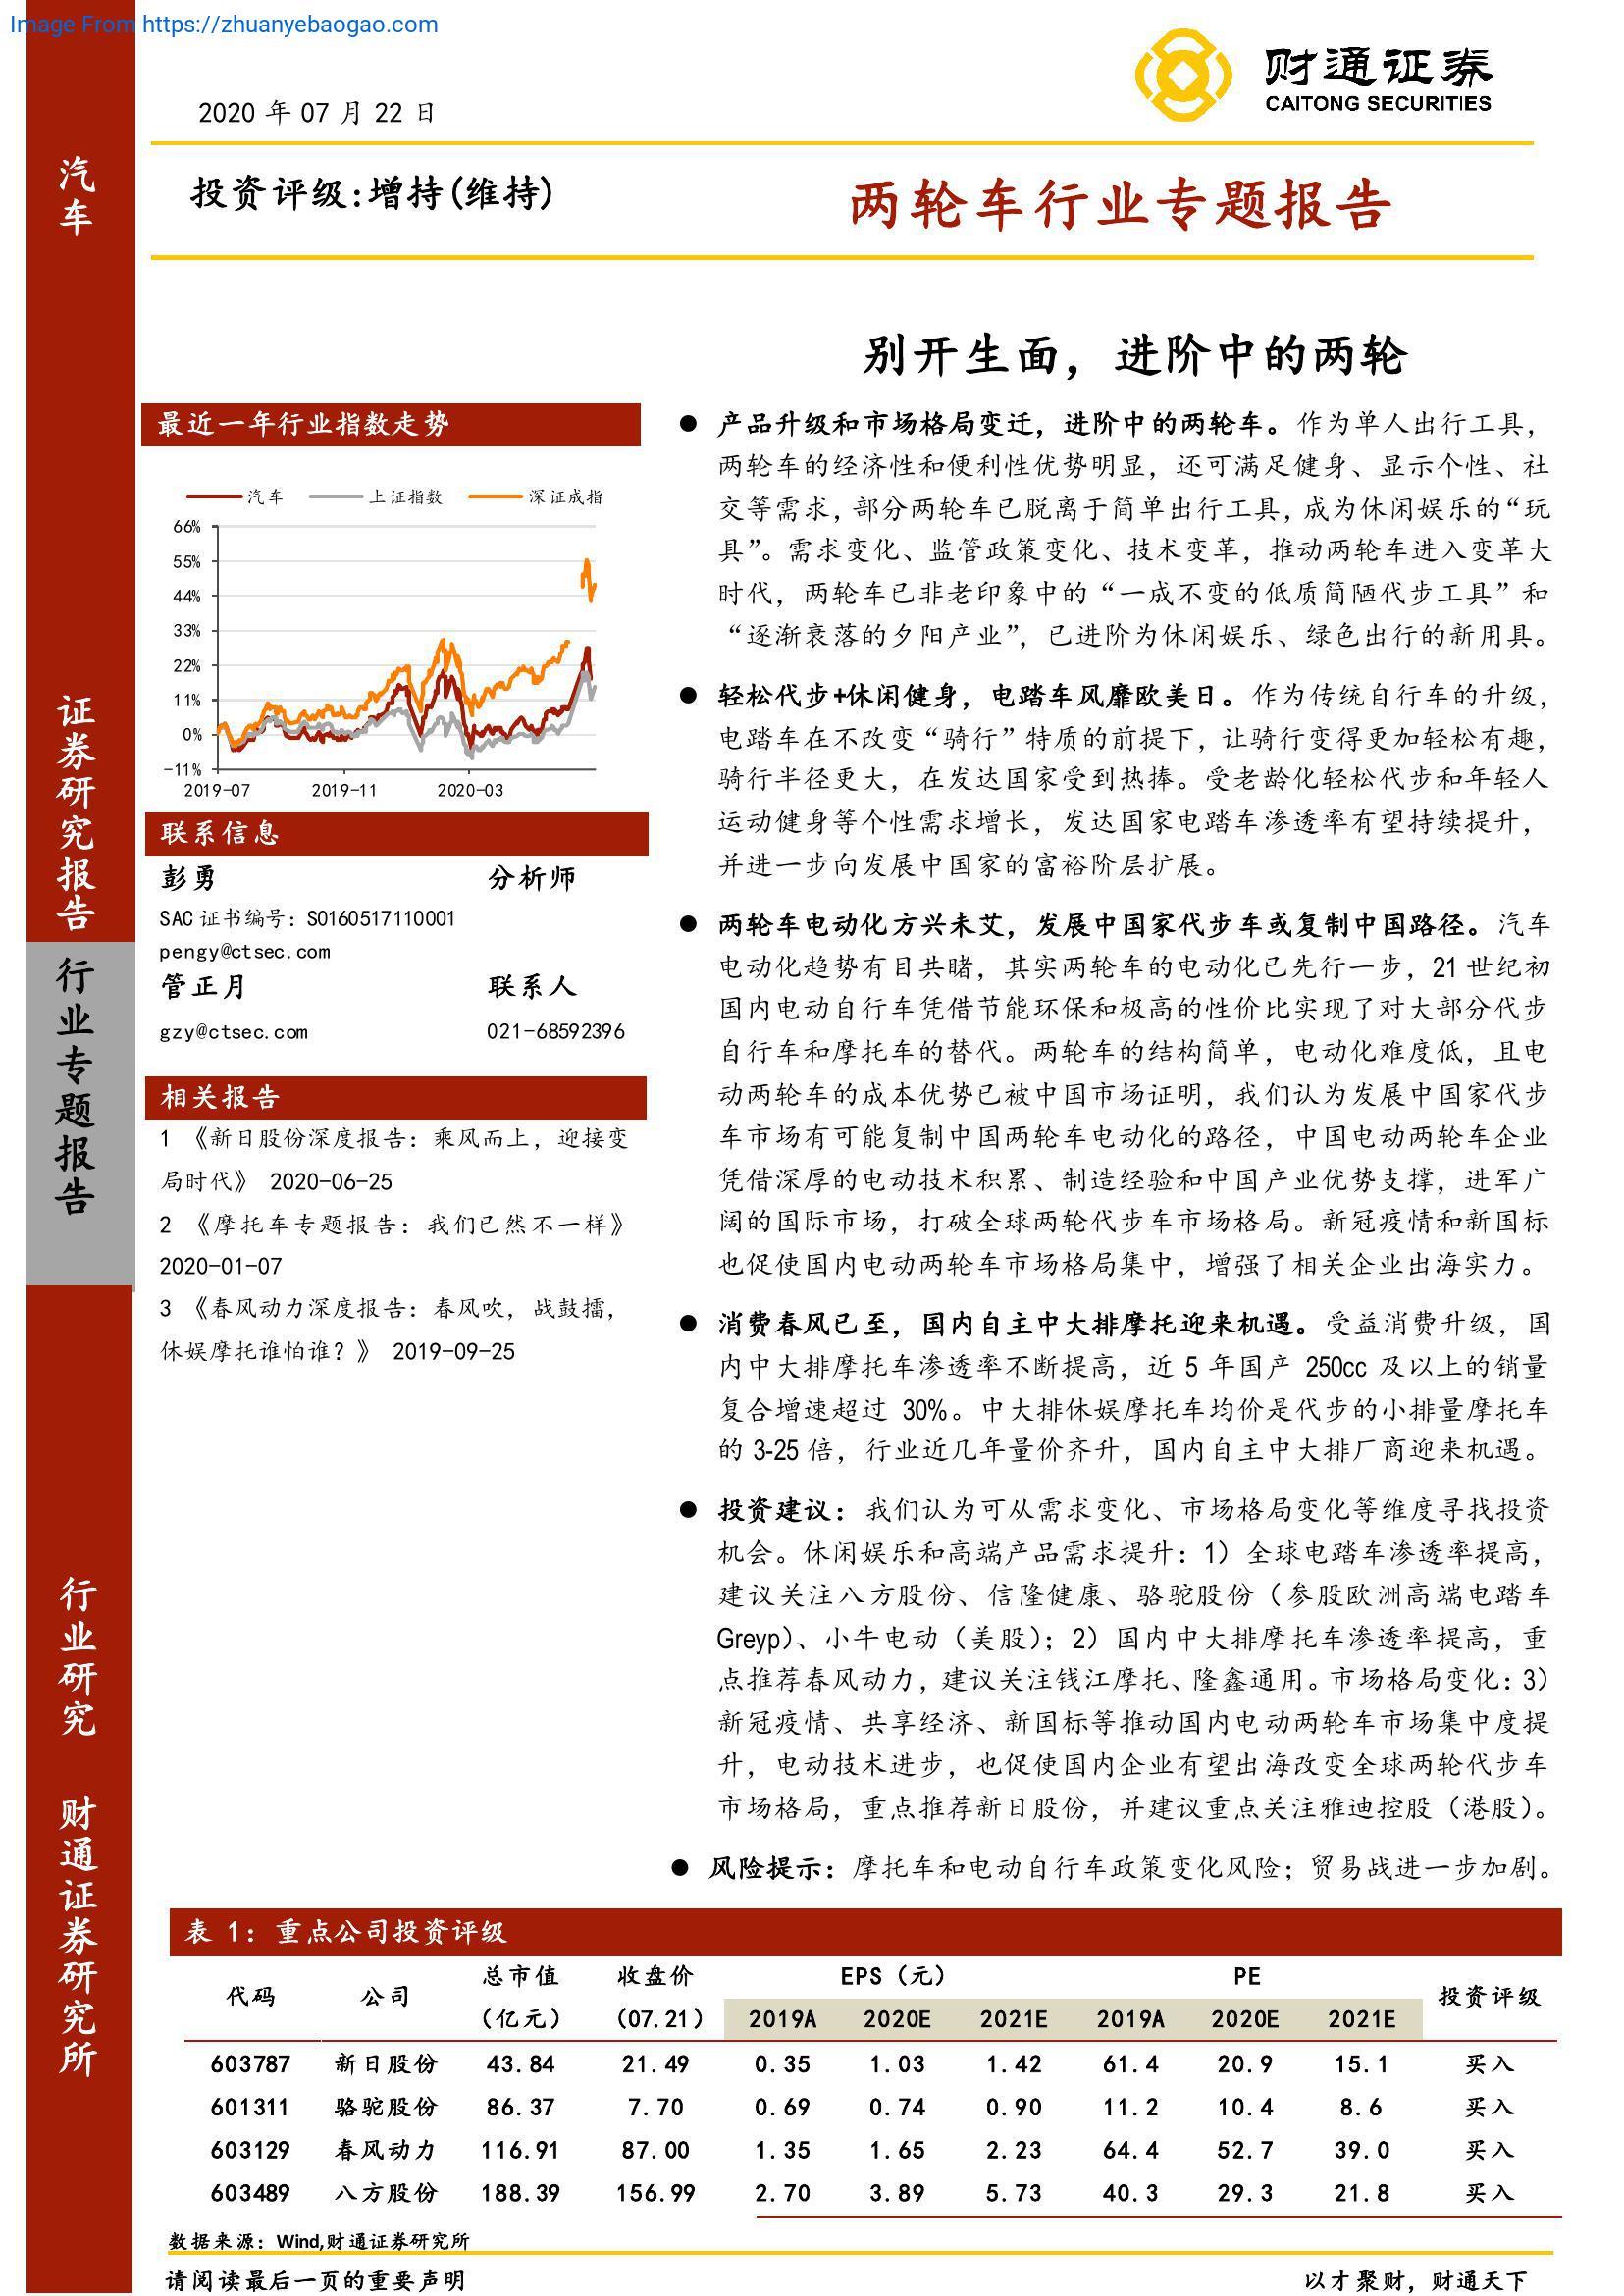 Image From https://zhuanyebaogao.com
财通证券
CAITONG SECURITIES
2020 年 07 月 22 日
投资评级:增持(维持)
两轮车行业专题报告
汽车
证券研究报告
行业专题报告
行业研究
财通证券研究所
别开生面，进阶中的两轮
最近一年行业指数走势
汽车 上证指数 深证成指
66%
55%
44%
33%
22%
11%
0%
-11%
2019-07 2019-11 2020-03
联系信息
彭勇 分析师
SAC 证书编号：S0160517110001
pengy@ctsec.com
管正月 联系人
gzy@ctsec.com 021-68592396
相关报告
1 《新日股份深度报告：乘风而上，迎接变
局时代》 2020-06-25
2 《摩托车专题报告：我们已然不一样》
2020-01-07
3 《春风动力深度报告：春风吹，战鼓擂，
休娱摩托谁怕谁？》 2019-09-25
● 产品升级和市场格局变迁，进阶中的两轮车。作为单人出行工具，
两轮车的经济性和便利性优势明显，还可满足健身、显示个性、社
交等需求，部分两轮车已脱离于简单出行工具，成为休闲娱乐的“玩
具”。需求变化、监管政策变化、技术变革，推动两轮车进入变革大
时代，两轮车已非老印象中的“一成不变的低质简陋代步工具”和
“逐渐衰落的夕阳产业”，已进阶为休闲娱乐、绿色出行的新用具。
● 轻松代步+休闲健身，电踏车风靡欧美日。作为传统自行车的升级，
电踏车在不改变“骑行”特质的前提下，让骑行变得更加轻松有趣，
骑行半径更大，在发达国家受到热捧。受老龄化轻松代步和年轻人
运动健身等个性需求增长，发达国家电踏车渗透率有望持续提升，
并进一步向发展中国家的富裕阶层扩展。
● 两轮车电动化方兴未艾，发展中国家代步车或复制中国路径。汽车
电动化趋势有目共睹，其实两轮车的电动化已先行一步，21 世纪初
国内电动自行车凭借节能环保和极高的性价比实现了对大部分代步
自行车和摩托车的替代。两轮车的结构简单，电动化难度低，且电
动两轮车的成本优势已被中国市场证明，我们认为发展中国家代步
车市场有可能复制中国两轮车电动化的路径，中国电动两轮车企业
凭借深厚的电动技术积累、制造经验和中国产业优势支撑，进军广
阔的国际市场，打破全球两轮代步车市场格局。新冠疫情和新国标
也促使国内电动两轮车市场格局集中，增强了相关企业出海实力。
● 消费春风已至，国内自主中大排摩托迎来机遇。受益消费升级，国
内中大排摩托车渗透率不断提高，近 5 年国产 250cc 及以上的销量
复合增速超过 30%。中大排休娱摩托车均价是代步的小排量摩托车
的 3-25 倍，行业近几年量价齐升，国内自主中大排厂商迎来机遇。
● 投资建议：我们认为可从需求变化、市场格局变化等维度寻找投资
机会。休闲娱乐和高端产品需求提升：1）全球电踏车渗透率提高，
建议关注八方股份、信隆健康、骆驼股份（参股欧洲高端电踏车
Greyp）、小牛电动（美股）；2）国内中大排摩托车渗透率提高，重
点推荐春风动力，建议关注钱江摩托、隆鑫通用。市场格局变化：3）
新冠疫情、共享经济、新国标等推动国内电动两轮车市场集中度提
升，电动技术进步，也促使国内企业有望出海改变全球两轮代步车
市场格局，重点推荐新日股份，并建议重点关注雅迪控股（港股）。
● 风险提示：摩托车和电动自行车政策变化风险；贸易战进一步加剧。
表 1：重点公司投资评级
代码 公司 总市值 收盘价 EPS（元） PE 投资评级
（亿元） （07.21） 2019A 2020E 2021E 2019A 2020E 2021E
603787 新日股份 43.84 21.49 0.35 1.03 1.42 61.4 20.9 15.1 买入
601311 骆驼股份 86.37 7.70 0.69 0.74 0.90 11.2 10.4 8.6 买入
603129 春风动力 116.91 87.00 1.35 1.65 2.23 64.4 52.7 39.0 买入
603489 八方股份 188.39 156.99 2.70 3.89 5.73 40.3 29.3 21.8 买入
数据来源：Wind,财通证券研究所
请阅读最后一页的重要声明 以才聚财，财通天下